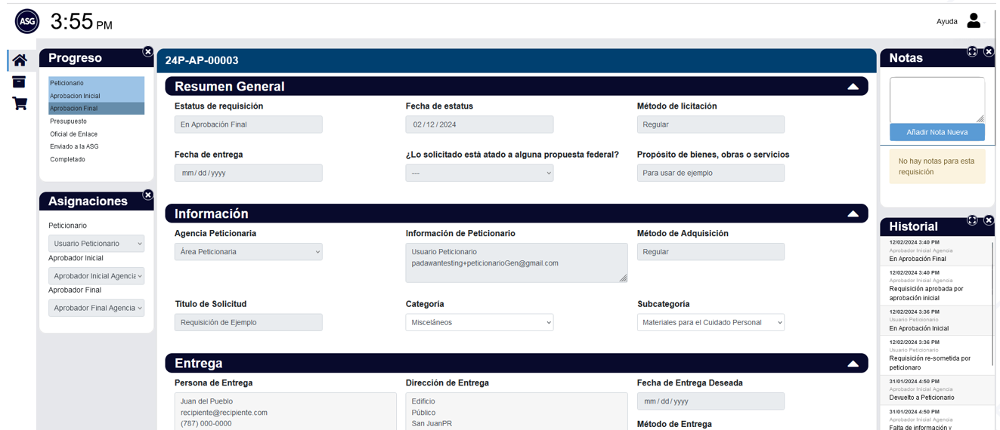 ASG
3:55 PM
Ayuda
Progreso
Peticionario
Aprobacion Inicial
Aprobacion Final
Presupuesto
Oficial de Enlace
Enviado a la ASG
Completado
Asignaciones
Peticionario
Usuario Peticionario
Aprobador Inicial
Aprobador Inicial Agencia
Aprobador Final
Aprobador Final Agencia
24P-AP-00003
Resumen General
Estatus de requisición
En Aprobación Final
Fecha de estatus
02/12/2024
Método de licitación
Regular
Fecha de entrega
mm/dd/yyyy
¿Lo solicitado está atado a alguna propuesta federal?
---
Propósito de bienes, obras o servicios
Para usar de ejemplo
Información
Agencia Peticionaria
Área Peticionaria
Información de Peticionario
Usuario Peticionario
padawantesting+peticionarioGen@gmail.com
Método de Adquisición
Regular
Titulo de Solicitud
Requisición de Ejemplo
Categoria
Misceláneos
Subcategoria
Materiales para el Cuidado Personal
Entrega
Persona de Entrega
Juan del Pueblo
recipiente@recipiente.com
(787) 000-0000
Dirección de Entrega
Edificio
Público
San JuanPR
Fecha de Entrega Deseada
mm/dd/yyyy
Método de Entrega
Notas
Añadir Nota Nueva
No hay notas para esta
requisición
Historial
12/02/2024 3:40 PM
Aprobador Inicial Agencia
En Aprobación Final
12/02/2024 3:40 PM
Aprobador Inicial Agencia
Requisición aprobada por
aprobación inicial
12/02/2024 3:36 PM
Usuario Peticionario
En Aprobación Inicial
12/02/2024 3:36 PM
Usuario Peticionario
Requisición re-sometida por
peticionaro
31/01/2024 4:50 PM
Aprobador Inicial Agencia
Devuelto a Peticionario
31/01/2024 4:50 PM
Aprobador Inicial Agencia
Falta de información y